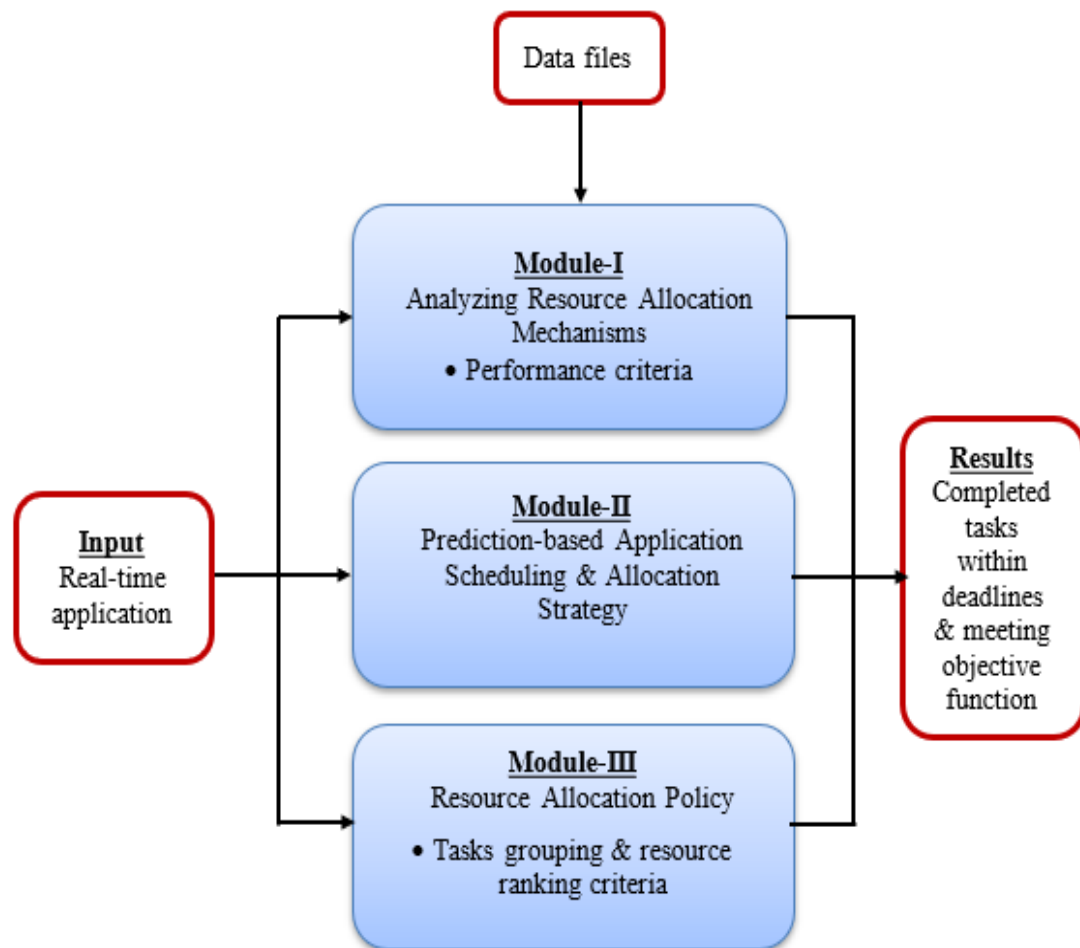 Data files
Module-I
Analyzing Resource Allocation
Mechanisms
• Performance criteria
Input
Real-time
application
Module-II
Prediction-based Application
Scheduling & Allocation
Strategy
Module-III
Resource Allocation Policy
• Tasks grouping & resource
ranking criteria
Results
Completed
tasks
within
deadlines
& meeting
objective
function